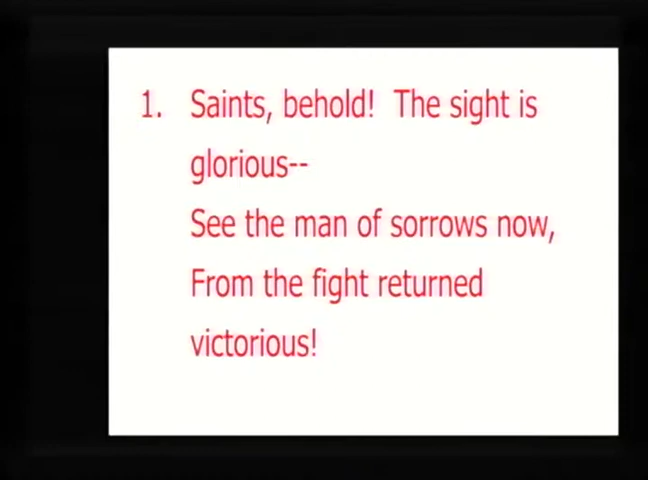 1. Saints, behold! The sight is
glorious--
See the man of sorrows now,
From the fight returned
victorious!